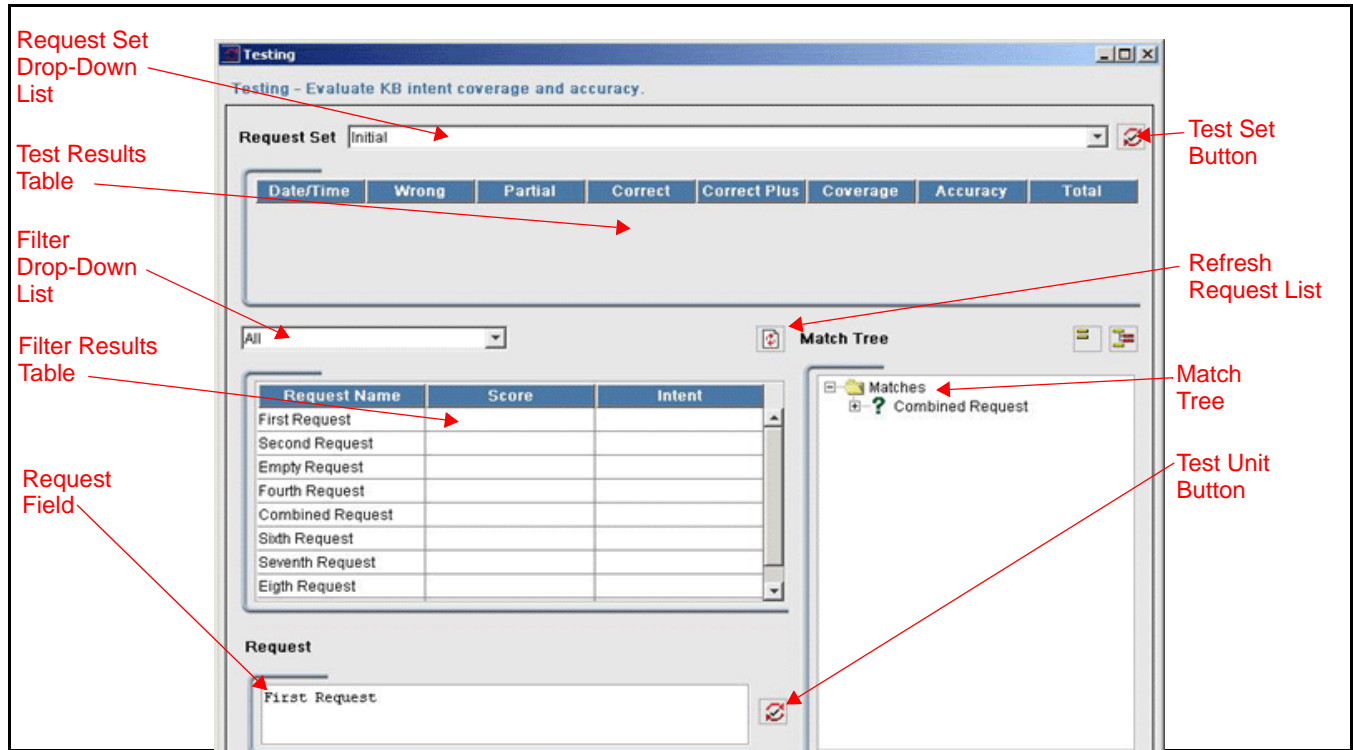 Request Set
Drop-Down
List
Testing
Testing - Evaluate KB intent coverage and accuracy.
Request Set Initial
Test Set
Button
Test Results
Table
Date/Time Wrong Partial Correct Correct Plus Coverage Accuracy Total
Filter
Drop-Down
List
Refresh
Request List
All
Match Tree
Filter Results
Table
Request Name Score Intent
First Request
Second Request
Empty Request
Fourth Request
Combined Request
Sixth Request
Seventh Request
Eigth Request
Matches
? Combined Request
Match
Tree
Request
Field
Test Unit
Button
Request
First Request